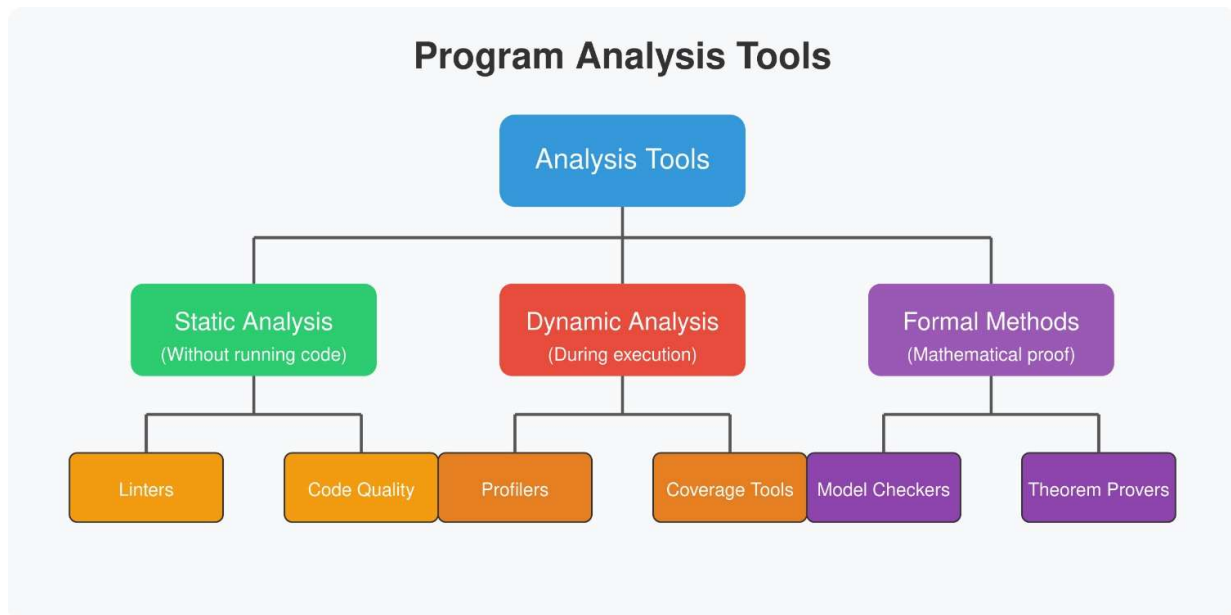 Program Analysis Tools
Analysis Tools
Static Analysis
(Without running code)
Dynamic Analysis
(During execution)
Formal Methods
(Mathematical proof)
Linters
Code Quality
Profilers
Coverage Tools
Model Checkers
Theorem Provers